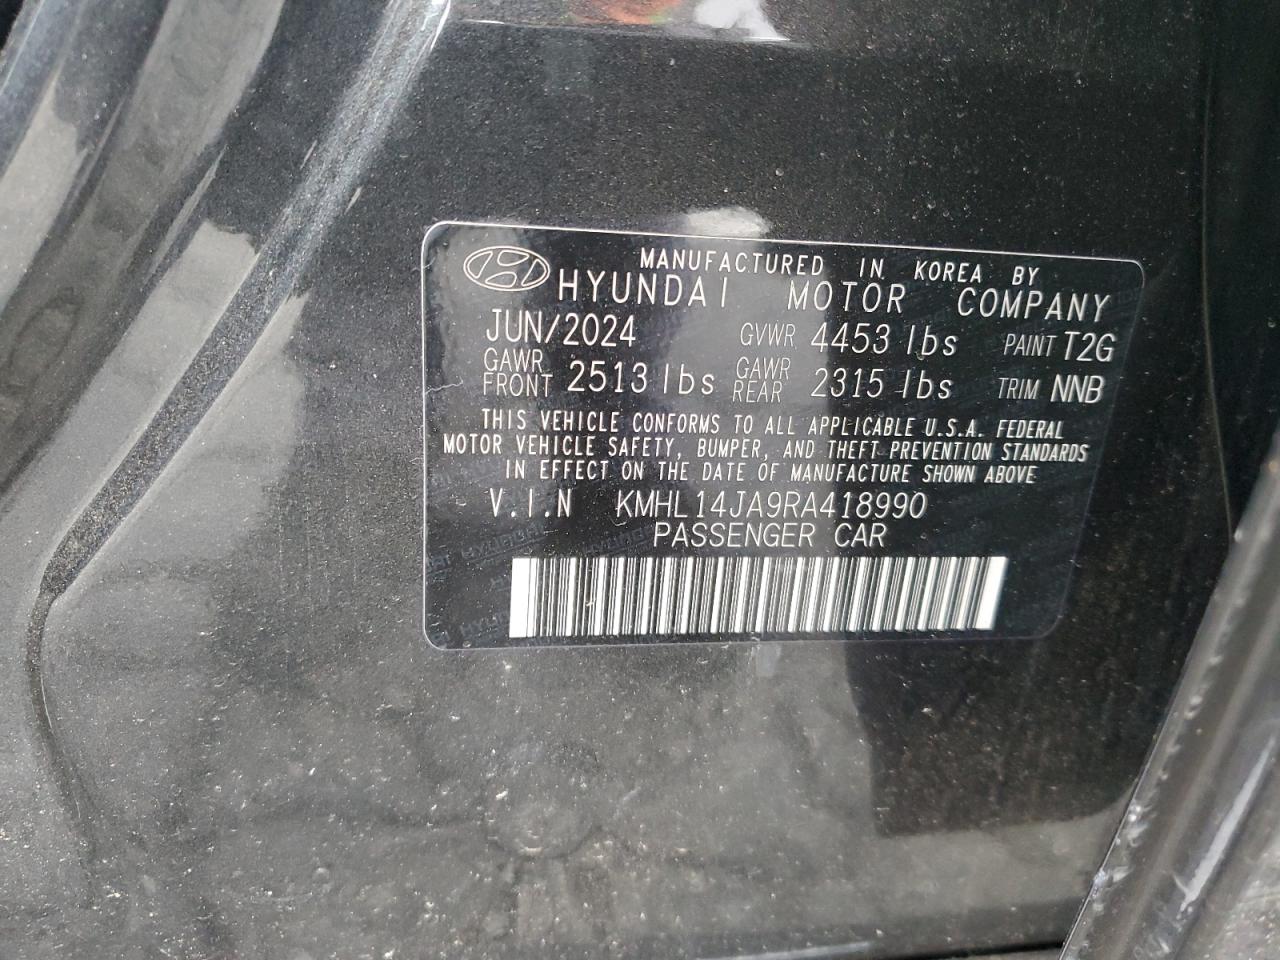 MANUFACTURED IN KOREA BY
HYUNDAI MOTOR COMPANY
JUN/2024 GVWR 4453 lbs PAINT T2G
GAWR FRONT 2513 lbs GAWR REAR 2315 lbs TRIM NNB
THIS VEHICLE CONFORMS TO ALL APPLICABLE U.S.A. FEDERAL
MOTOR VEHICLE SAFETY, BUMPER, AND THEFT PREVENTION STANDARDS
IN EFFECT ON THE DATE OF MANUFACTURE SHOWN ABOVE
V.I.N KMHL14JA9RA418990
PASSENGER CAR